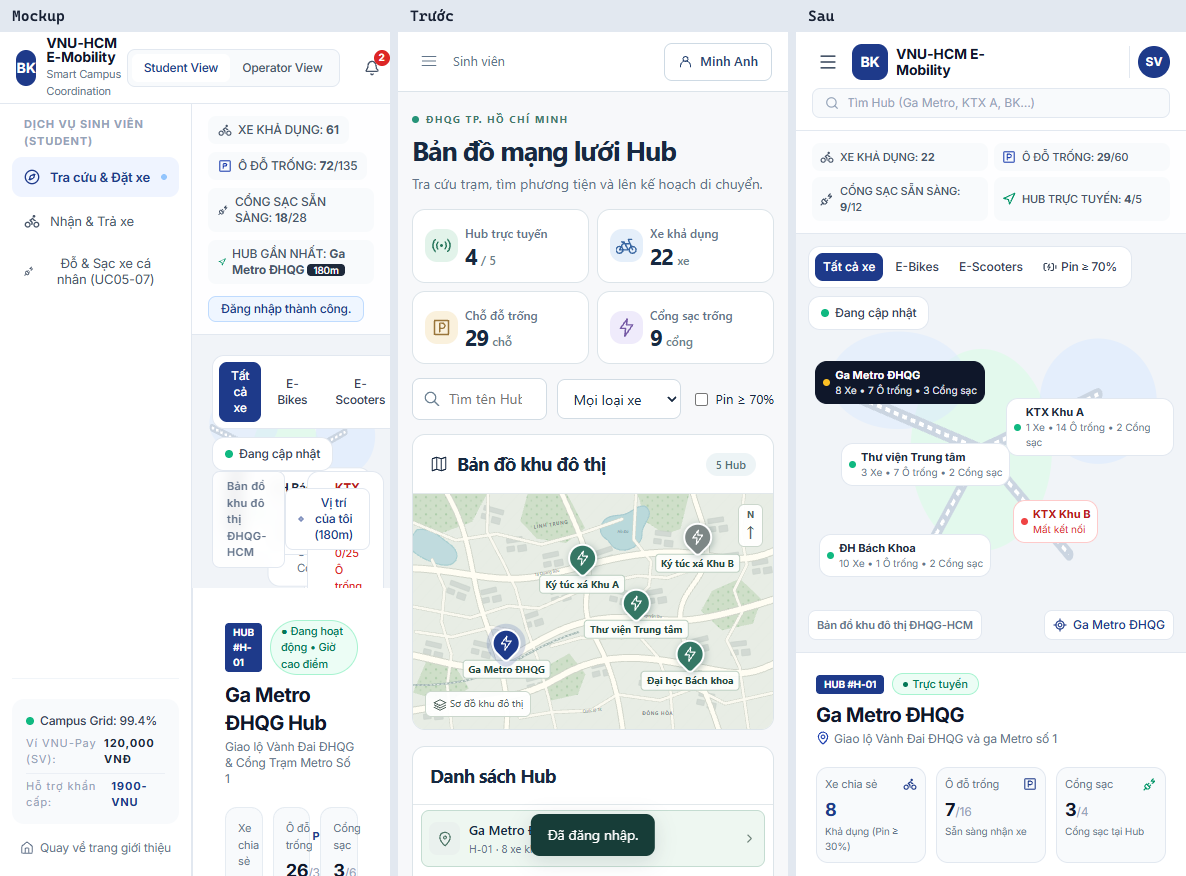 Mockup
BK
VNU-HCM
E-Mobility
Smart Campus
Coordination
Student View
Operator View
2
DỊCH VỤ SINH VIÊN
(STUDENT)
Tra cứu & Đặt xe
Nhận & Trả xe
Đỗ & Sạc xe cá
nhân (UC05-07)
Campus Grid: 99.4%
Ví VNU-Pay
(SV):
120,000
VNĐ
Hỗ trợ khẩn
cấp:
1900-
VNU
Quay về trang giới thiệu
XE KHẢ DỤNG: 61
Ô ĐỖ TRỐNG: 72/135
CỔNG SẠC SẴN
SÀNG: 18/28
HUB GẦN NHẤT: Ga
Metro ĐHQG 180m
Đăng nhập thành công.
Tất
cả
xe
E-
Bikes
E-
Scooters
Đang cập nhật
Bản đồ
khu đô
thị
ĐHQG-
HCM
KTX
Vị trí
của tôi
(180m)
0/25
Ô
trống
HUB
#H-
01
• Đang hoạt
động • Giờ
cao điểm
Ga Metro
ĐHQG Hub
Giao lộ Vành Đai ĐHQG
& Cổng Trạm Metro Số
1
Xe
chia
sẻ
Ô đỗ
trống
P
26/3
Cổng
sạc
3/6
Trước
Sinh viên
Minh Anh
ĐHQG TP. HỒ CHÍ MINH
Bản đồ mạng lưới Hub
Tra cứu trạm, tìm phương tiện và lên kế hoạch di chuyển.
Hub trực tuyến
4 / 5
Xe khả dụng
22 xe
Chỗ đỗ trống
29 chỗ
Cổng sạc trống
9 cổng
Tìm tên Hub
Mọi loại xe
Pin ≥ 70%
Bản đồ khu đô thị
5 Hub
LINH TRUNG
N
Ký túc xá Khu B
Ký túc xá Khu A
Thư viện Trung tâm
Ga Metro ĐHQG
Đại học Bách khoa
Sơ đồ khu đô thị
ĐÔNG HÒA
Danh sách Hub
Ga Metro
H-01 · 8 xe
Đã đăng nhập.
Sau
BK
VNU-HCM E-
Mobility
SV
Tìm Hub (Ga Metro, KTX A, BK...)
XE KHẢ DỤNG: 22
Ô ĐỖ TRỐNG: 29/60
CỔNG SẠC SẴN SÀNG:
9/12
HUB TRỰC TUYẾN: 4/5
Tất cả xe
E-Bikes
E-Scooters
Pin ≥ 70%
Đang cập nhật
Ga Metro ĐHQG
8 Xe • 7 Ô trống • 3 Cổng sạc
KTX Khu A
1 Xe • 14 Ô trống • 2 Cổng
sạc
Thư viện Trung tâm
3 Xe • 7 Ô trống • 2 Cổng sạc
KTX Khu B
Mất kết nối
ĐH Bách Khoa
10 Xe • 1 Ô trống • 2 Cổng sạc
Bản đồ khu đô thị ĐHQG-HCM
Ga Metro ĐHQG
HUB #H-01
• Trực tuyến
Ga Metro ĐHQG
Giao lộ Vành Đai ĐHQG và ga Metro số 1
Xe chia sẻ
8
Khả dụng (Pin ≥
30%)
Ô đỗ trống
7/16
Sẵn sàng nhận xe
Cổng sạc
3/4
Cổng sạc tại Hub